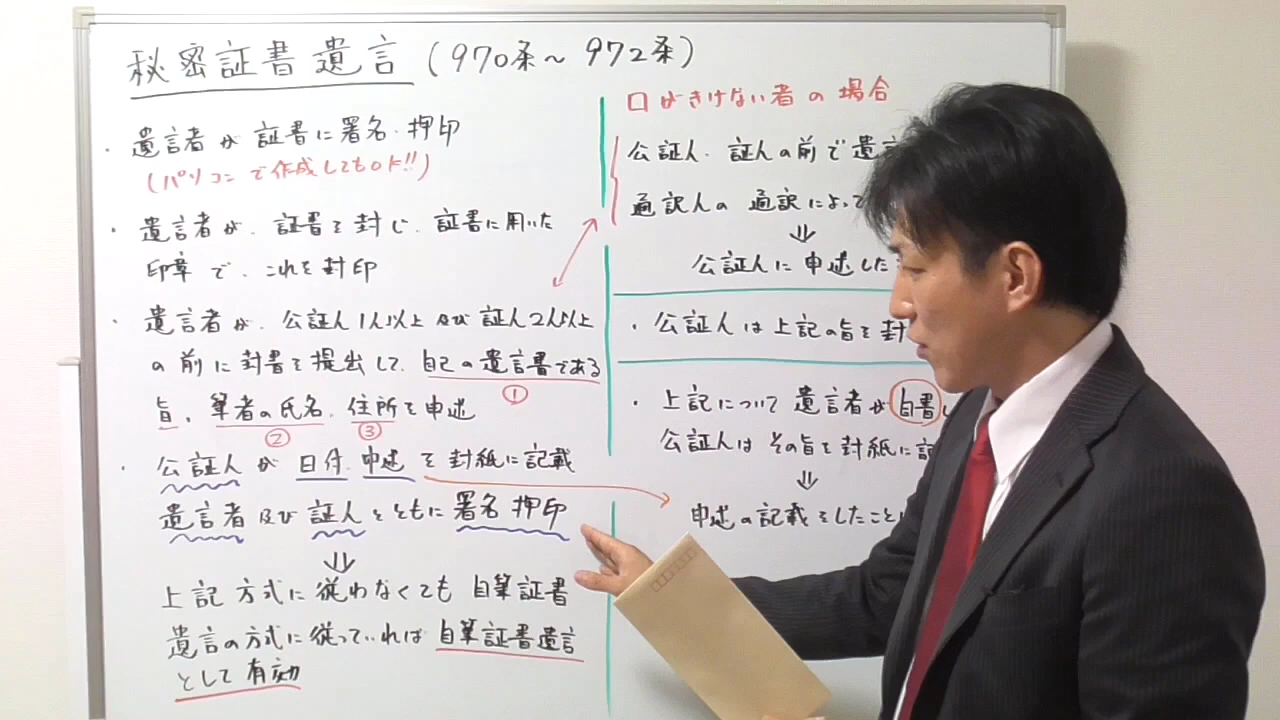 秘密証書遺言(970条～972条)
・遺言者が証書に署名・押印
(パソコンで作成してもOK!!)
・遺言者が、証書を封じ、証書に用いた
印章で、これを封印
・遺言者が、公証人1人以上及び証人2人以上
の前に封書を提出して、自己の遺言書である
①
旨、筆者の氏名、住所を申述
② ③
・公証人が日付、申述を封紙に記載
遺言者及び証人とともに署名押印
⇓
上記方式に従わなくても自筆証書
遺言の方式に従っていれば自筆証書遺言
として有効
口がきけない者の場合
公証人・証人の前で遺言
通訳人の通訳によって
⇓
公証人に申述した
・公証人は上記の旨を封
・上記について遺言者が自書し
公証人はその旨を封紙に記
⇓
申述の記載をしたこと